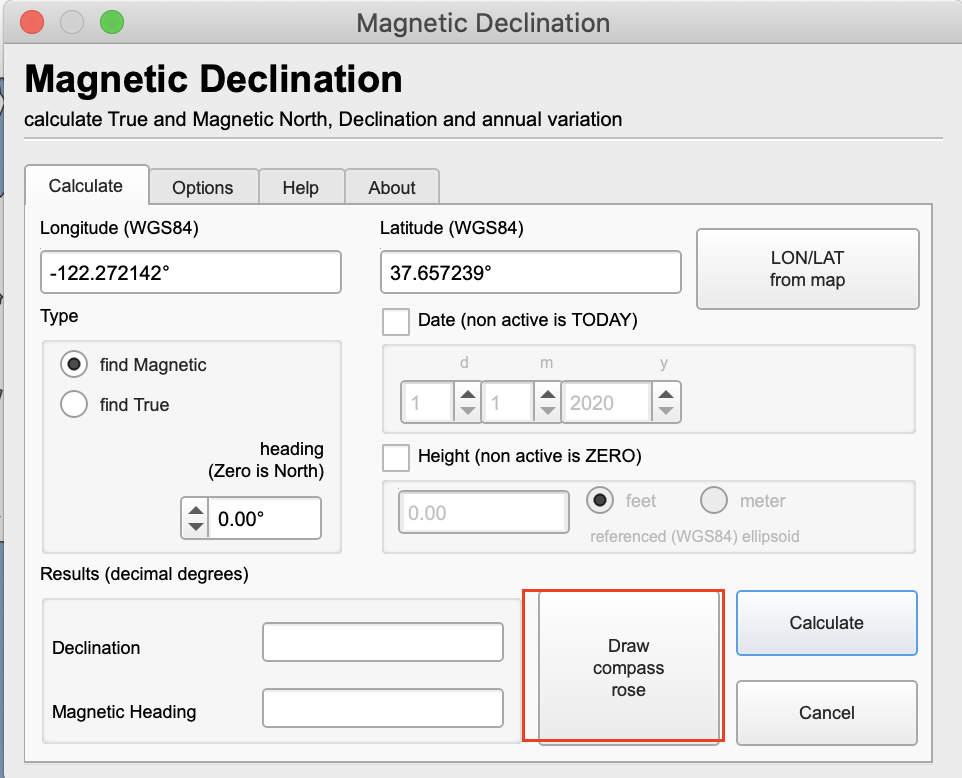 Magnetic Declination
Magnetic Declination
calculate True and Magnetic North, Declination and annual variation
Calculate
Options
Help
About
Longitude (WGS84)
Latitude (WGS84)
-122.272142°
37.657239°
LON/LAT
from map
Type
Date (non active is TODAY)
find Magnetic
find True
d
m
y
1
1
2020
heading
(Zero is North)
0.00°
Height (non active is ZERO)
0.00
feet
meter
referenced (WGS84) ellipsoid
Results (decimal degrees)
Declination
Magnetic Heading
Draw
compass
rose
Calculate
Cancel